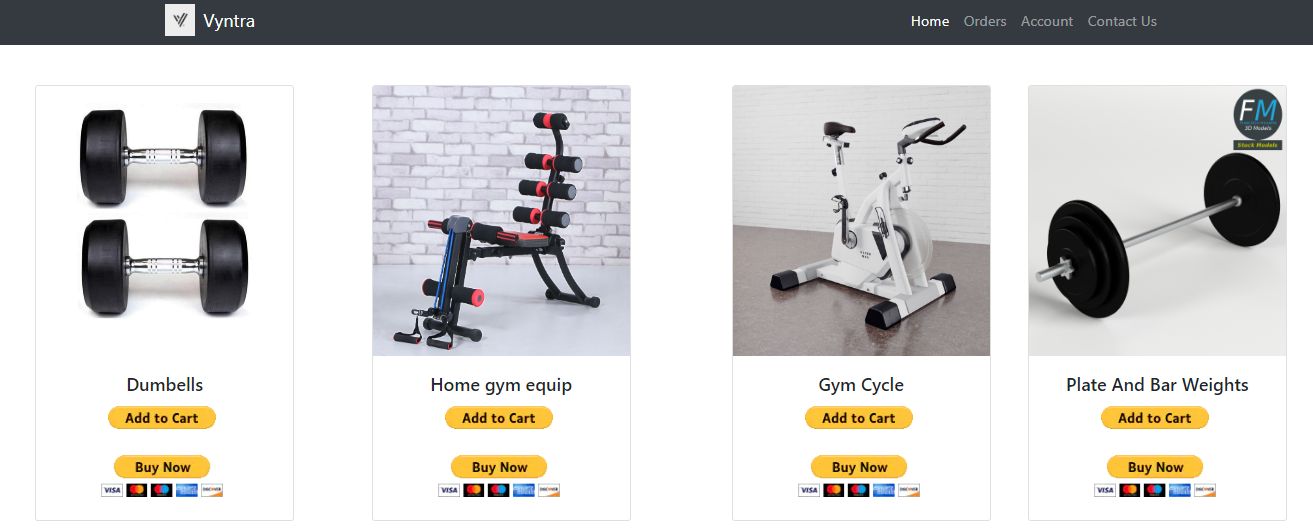 Vyntra
Home Orders Account Contact Us
FM
3D Models
Stock Models
Dumbells
Home gym equip
Gym Cycle
Plate And Bar Weights
Add to Cart
Add to Cart
Add to Cart
Add to Cart
Buy Now
Buy Now
Buy Now
Buy Now
VISA DISCOVER
VISA DISCOVER
VISA DISCOVER
VISA DISCOVER